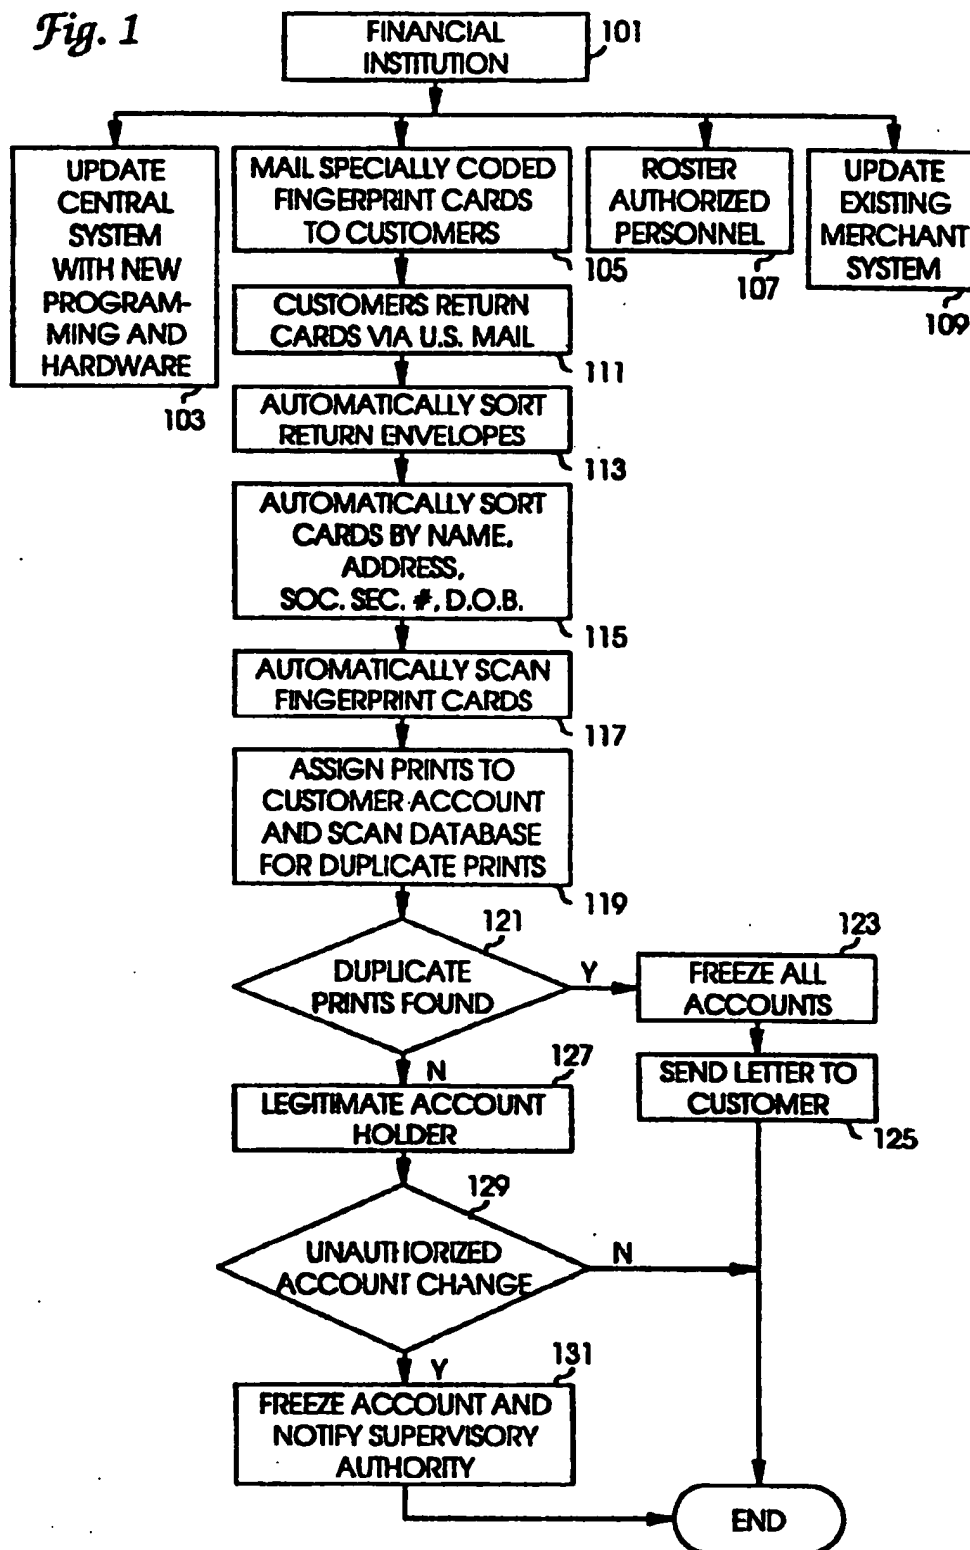 Fig. 1
FINANCIAL
INSTITUTION
101
UPDATE
CENTRAL
SYSTEM
WITH NEW
PROGRAM-
MING AND
HARDWARE
103
MAIL SPECIALLY CODED
FINGERPRINT CARDS
TO CUSTOMERS
105
ROSTER
AUTHORIZED
PERSONNEL
107
UPDATE
EXISTING
MERCHANT
SYSTEM
109
CUSTOMERS RETURN
CARDS VIA U.S. MAIL
111
AUTOMATICALLY SORT
RETURN ENVELOPES
113
AUTOMATICALLY SORT
CARDS BY NAME,
ADDRESS,
SOC. SEC. #, D.O.B.
115
AUTOMATICALLY SCAN
FINGERPRINT CARDS
117
ASSIGN PRINTS TO
CUSTOMER ACCOUNT
AND SCAN DATABASE
FOR DUPLICATE PRINTS
119
121
DUPLICATE
PRINTS FOUND
Y
N
123
FREEZE ALL
ACCOUNTS
SEND LETTER TO
CUSTOMER
125
127
LEGITIMATE ACCOUNT
HOLDER
129
UNAUTHORIZED
ACCOUNT CHANGE
N
Y
131
FREEZE ACCOUNT AND
NOTIFY SUPERVISORY
AUTHORITY
END